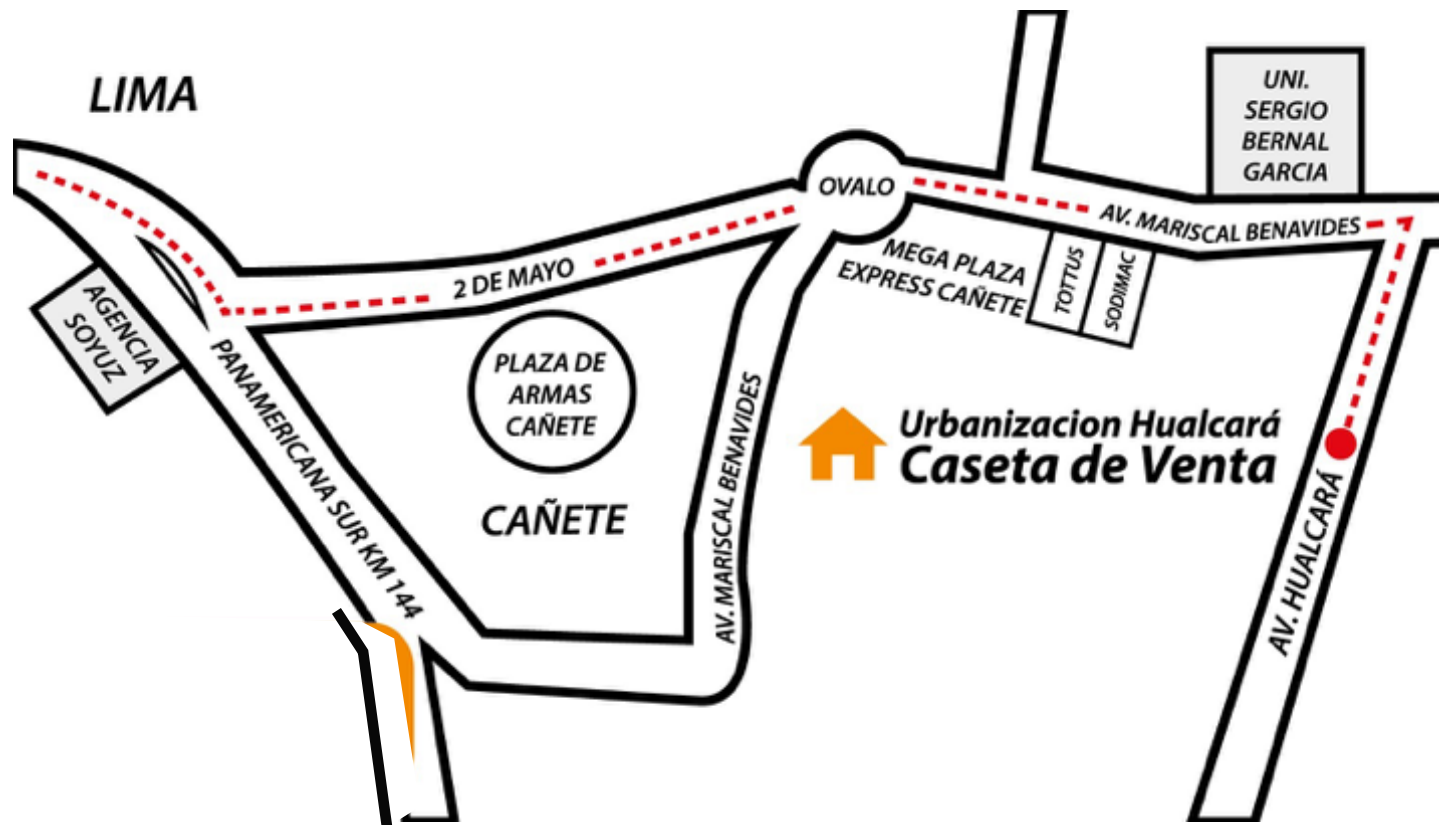 LIMA
UNI.
SERGIO
BERNAL
GARCIA
OVALO
AV. MARISCAL BENAVIDES
MEGA PLAZA
EXPRESS CAÑETE
TOTTUS
SODIMAC
2 DE MAYO
AGENCIA
SOYUZ
PANAMERICANA SUR KM 144
PLAZA DE
ARMAS
CAÑETE
CAÑETE
AV. MARISCAL BENAVIDES
Urbanizacion Hualcará
Caseta de Venta
AV. HUALCARÁ